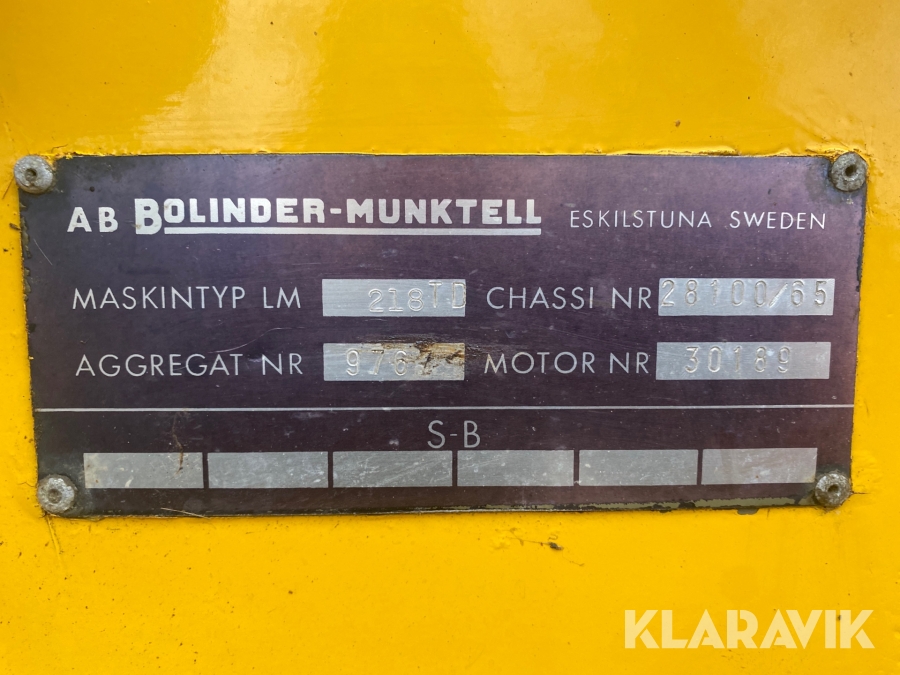 AB BOLINDER-MUNKTELL ESKILSTUNA SWEDEN
MASKINTYP LM 218TD CHASSI NR 28100/65
AGGREGAT NR MOTOR NR 30189
S-B
KLARAVIK